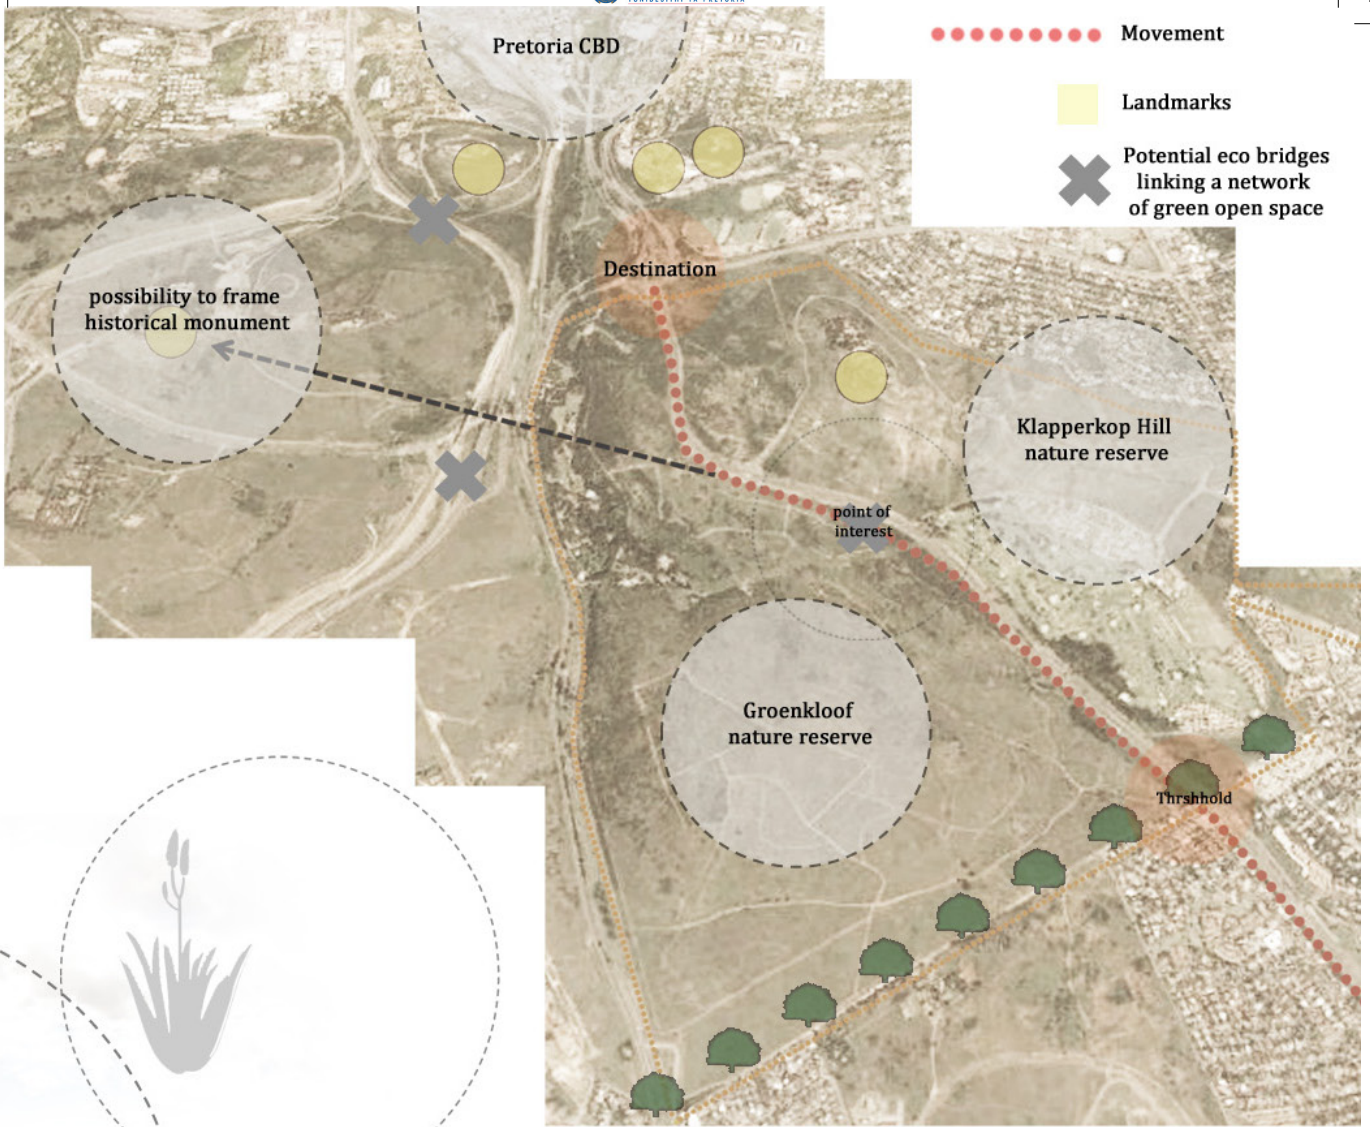 Pretoria CBD
Movement
Landmarks
Potential eco bridges
linking a network
of green open space
Destination
possibility to frame
historical monument
Klapperkop Hill
nature reserve
point of
interest
Groenkloof
nature reserve
Thrshhold